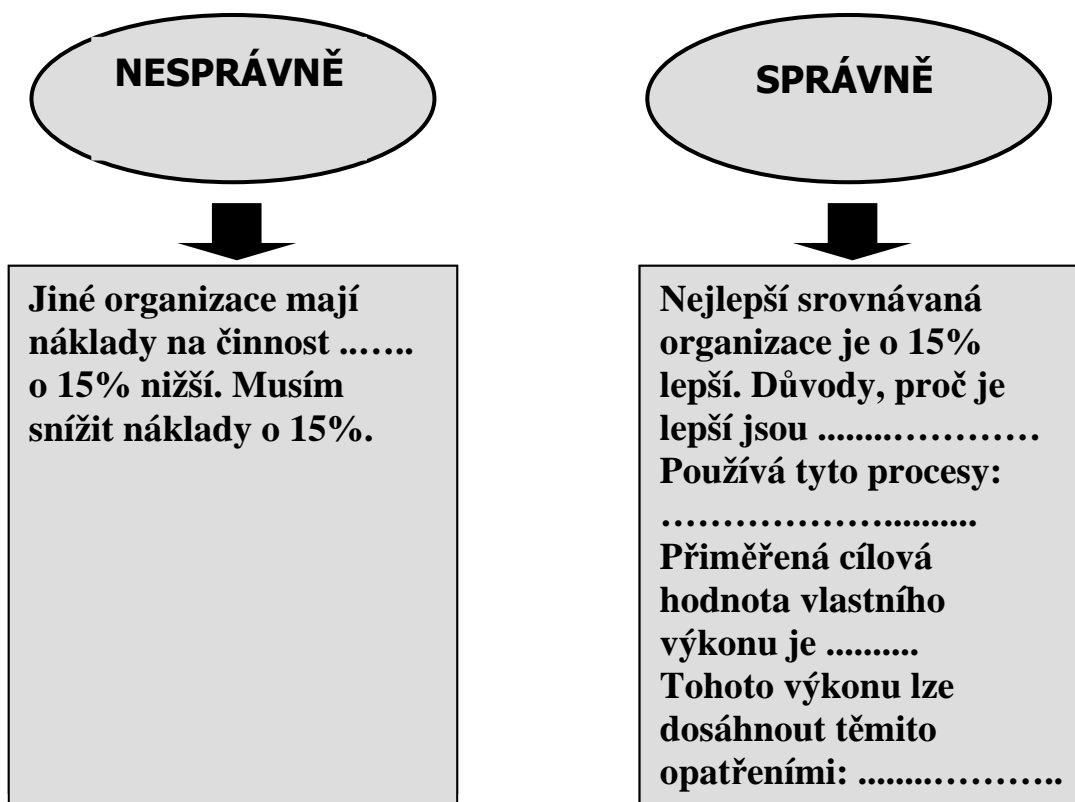 NESPRÁVNĚ
Jiné organizace mají
náklady na činnost ..…..
o 15% nižší. Musím
snížit náklady o 15%.
SPRÁVNĚ
Nejlepší srovnávaná
organizace je o 15%
lepší. Důvody, proč je
lepší jsou ........…………
Používá tyto procesy:
………………...........
Přiměřená cílová
hodnota vlastního
výkonu je ..........
Tohoto výkonu lze
dosáhnout těmito
opatřeními: ........………..